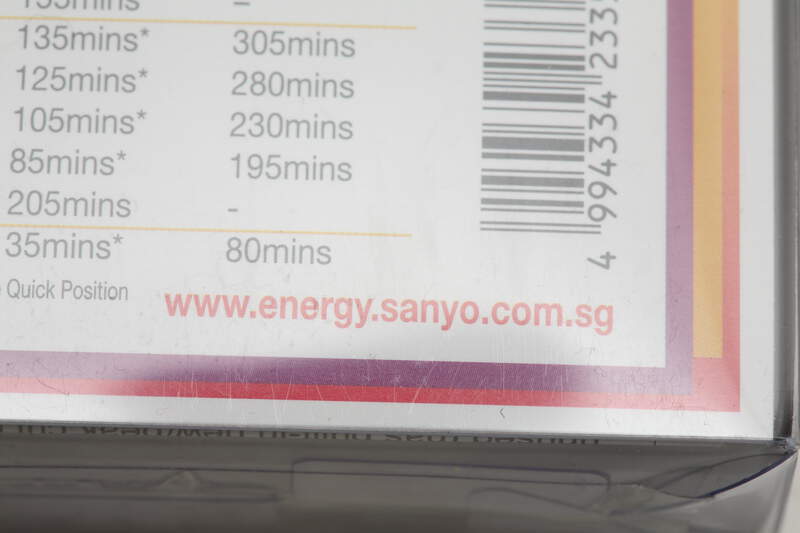 135mins* 305mins
125mins* 280mins
105mins* 230mins
85mins* 195mins
205mins -
35mins* 80mins
Quick Position
www.energy.sanyo.com.sg
4 994334 233